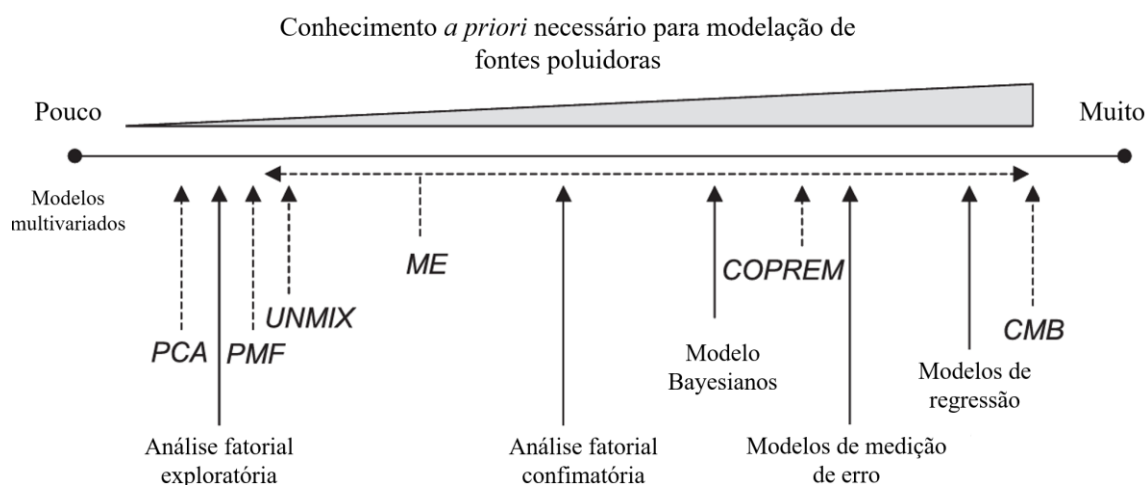 Conhecimento a priori necessário para modelação de
fontes poluidoras
Pouco
Muito
Modelos
multivariados
ME
COPREM
UNMIX
CMB
PCA
PMF
Modelo
Bayesianos
Modelos de
regressão
Análise fatorial
exploratória
Análise fatorial
confimatória
Modelos de medição
de erro